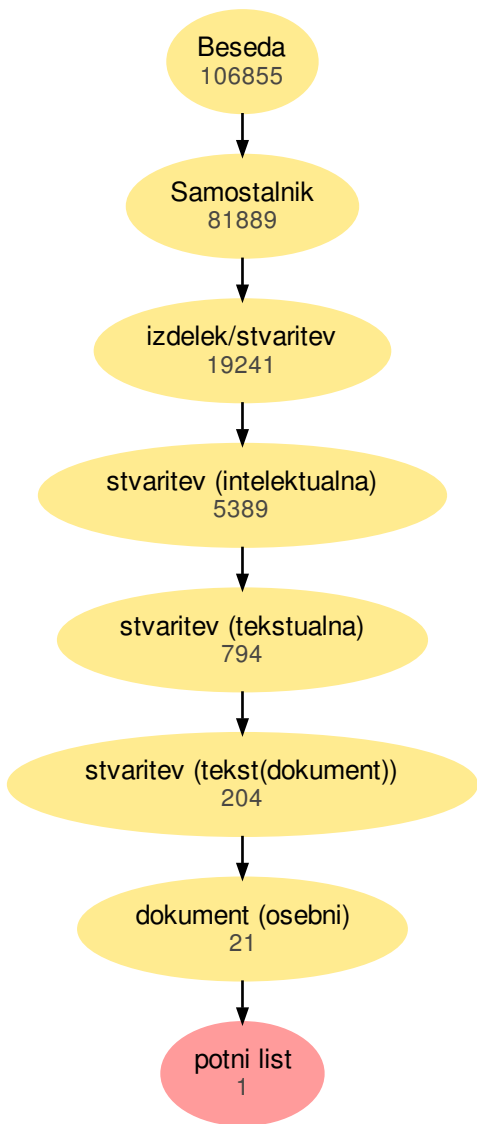 Beseda
106855
Samostalnik
81889
izdelek/stvaritev
19241
stvaritev (intelektualna)
5389
stvaritev (tekstualna)
794
stvaritev (tekst(dokument))
204
dokument (osebni)
21
potni list
1